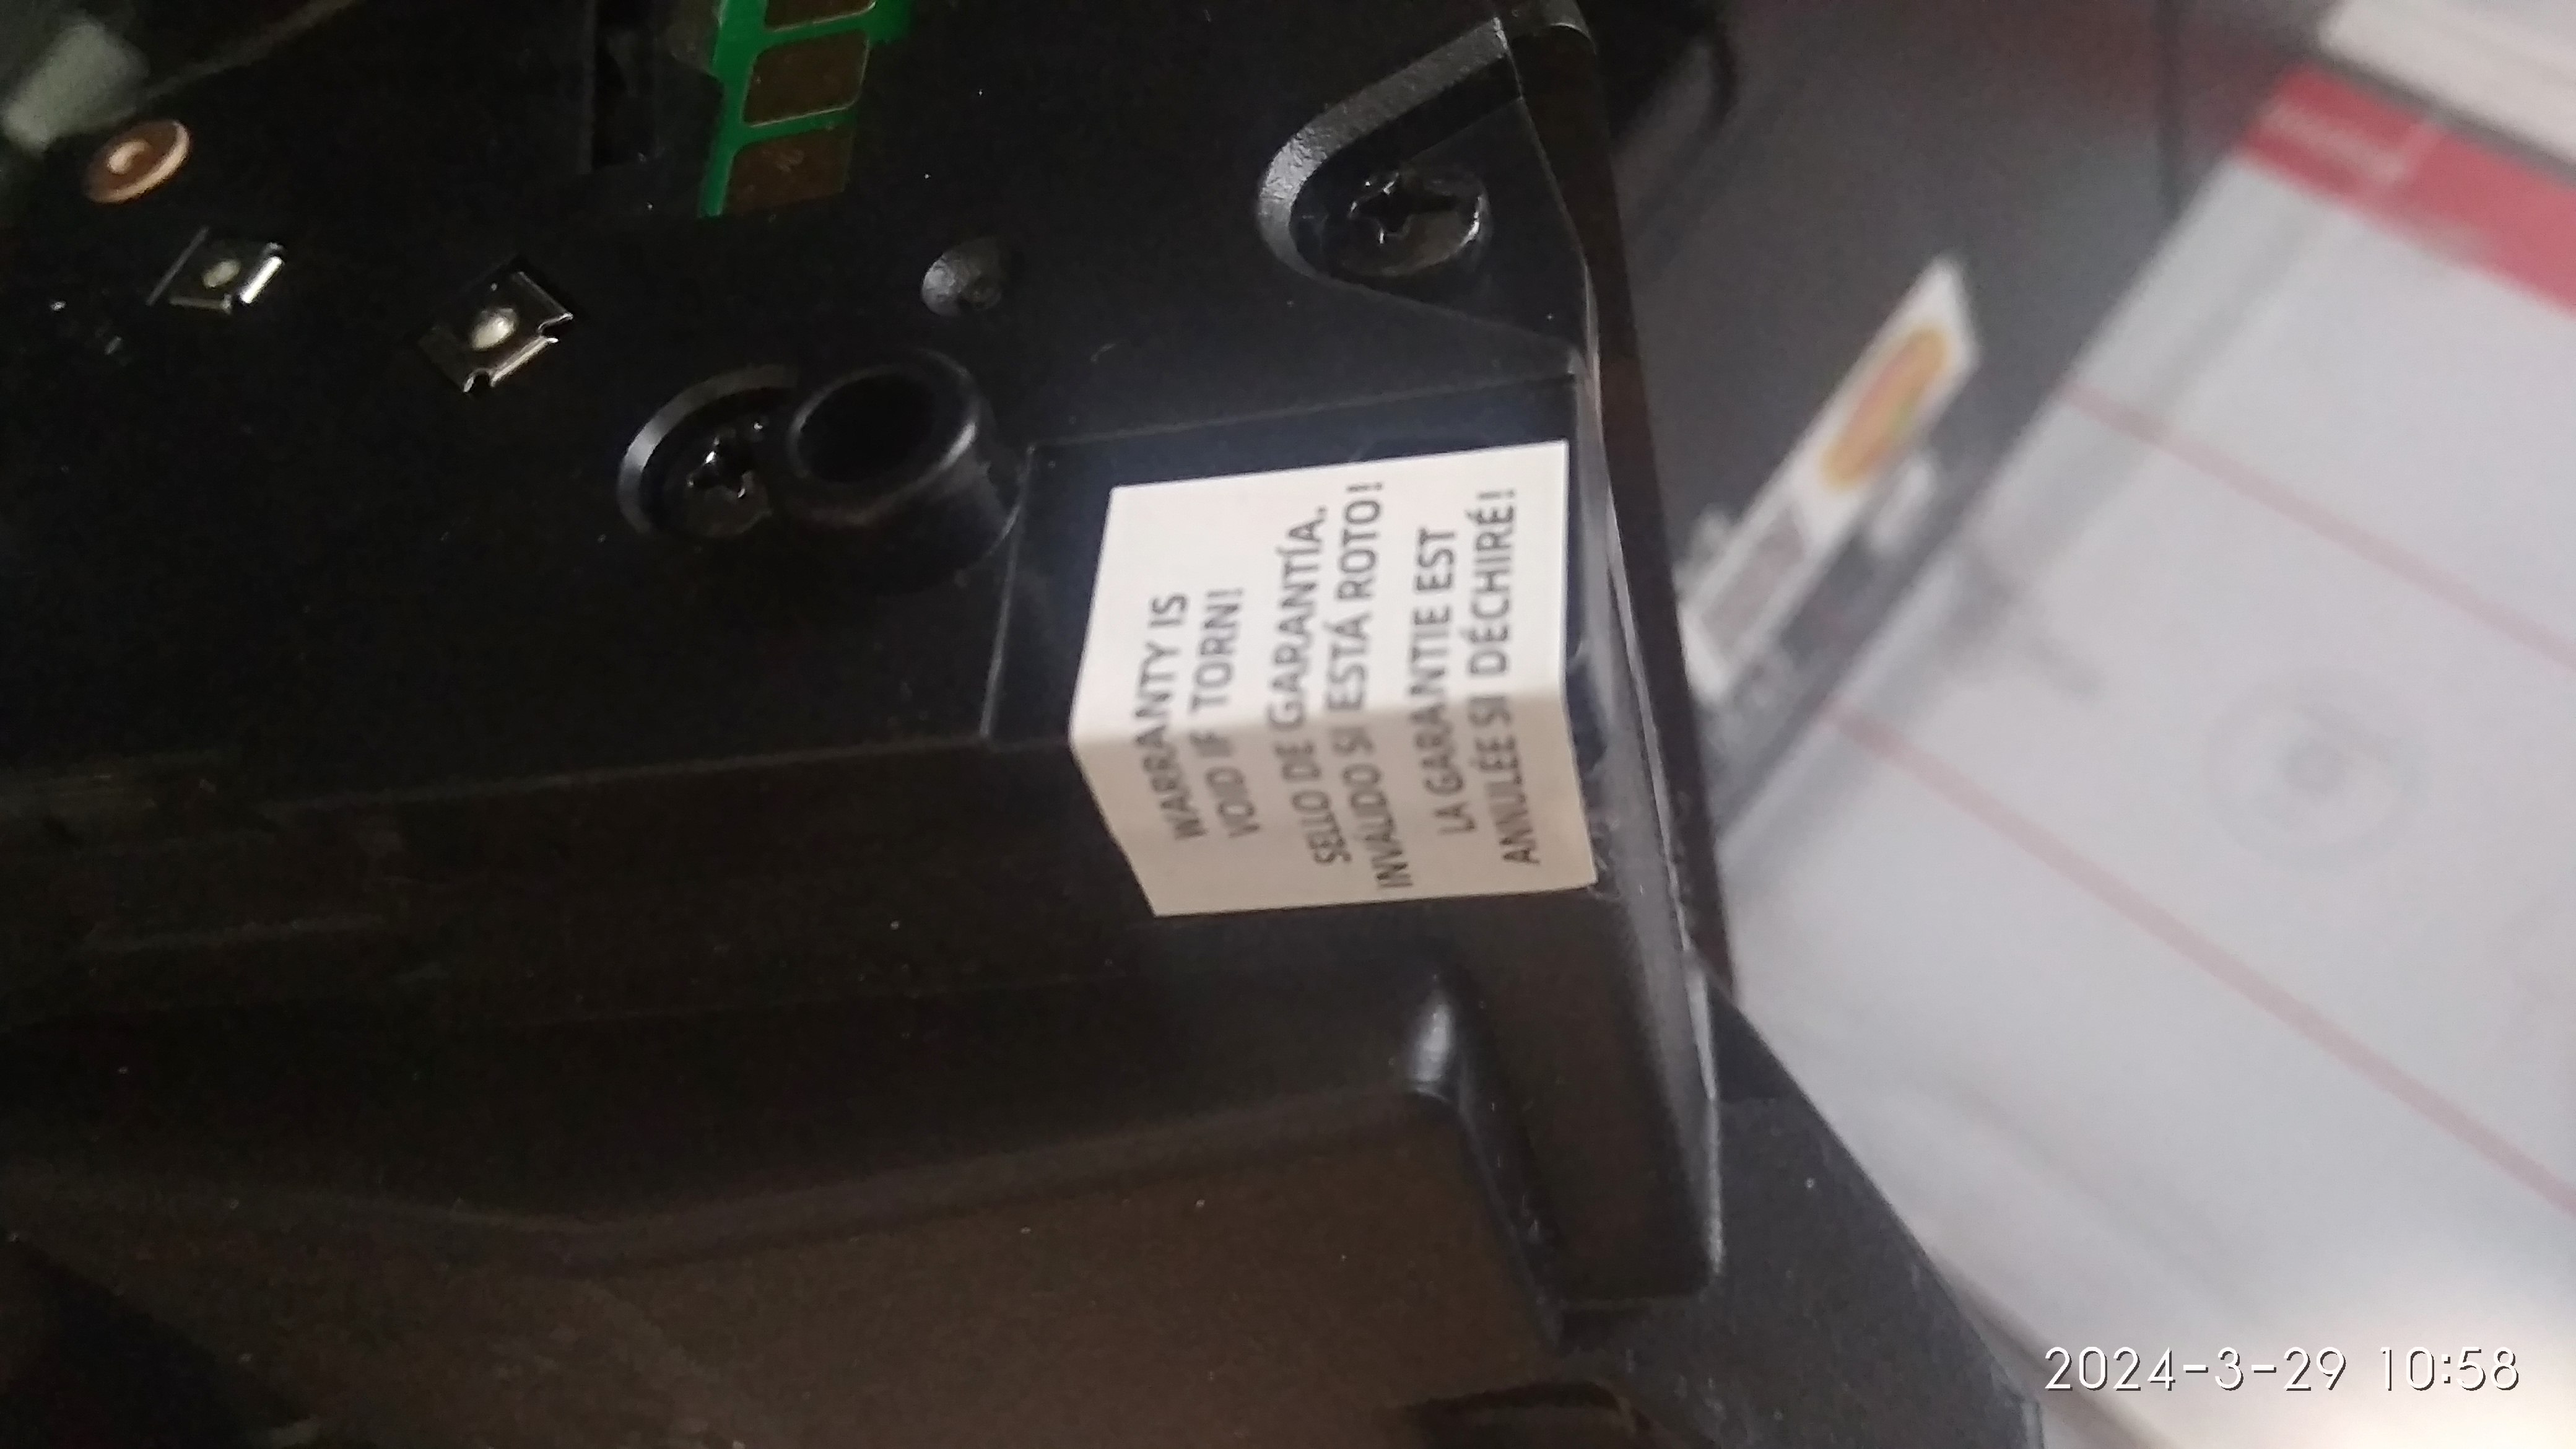 WARRANTY IS
VOID IF TORN!
SELLO DE GARANTÍA.
INVÁLIDO SI ESTÁ ROTO!
LA GARANTIE EST
ANNULÉE SI DÉCHIRÉ!
2024-3-29 10:58